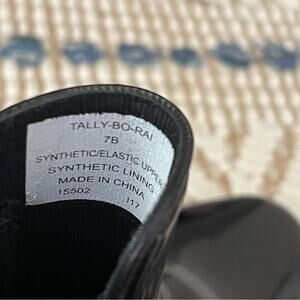 TALLY-BO-RAI
7B
SYNTHETIC/ELASTIC UPPER
SYNTHETIC LINING
MADE IN CHINA
15502 I17